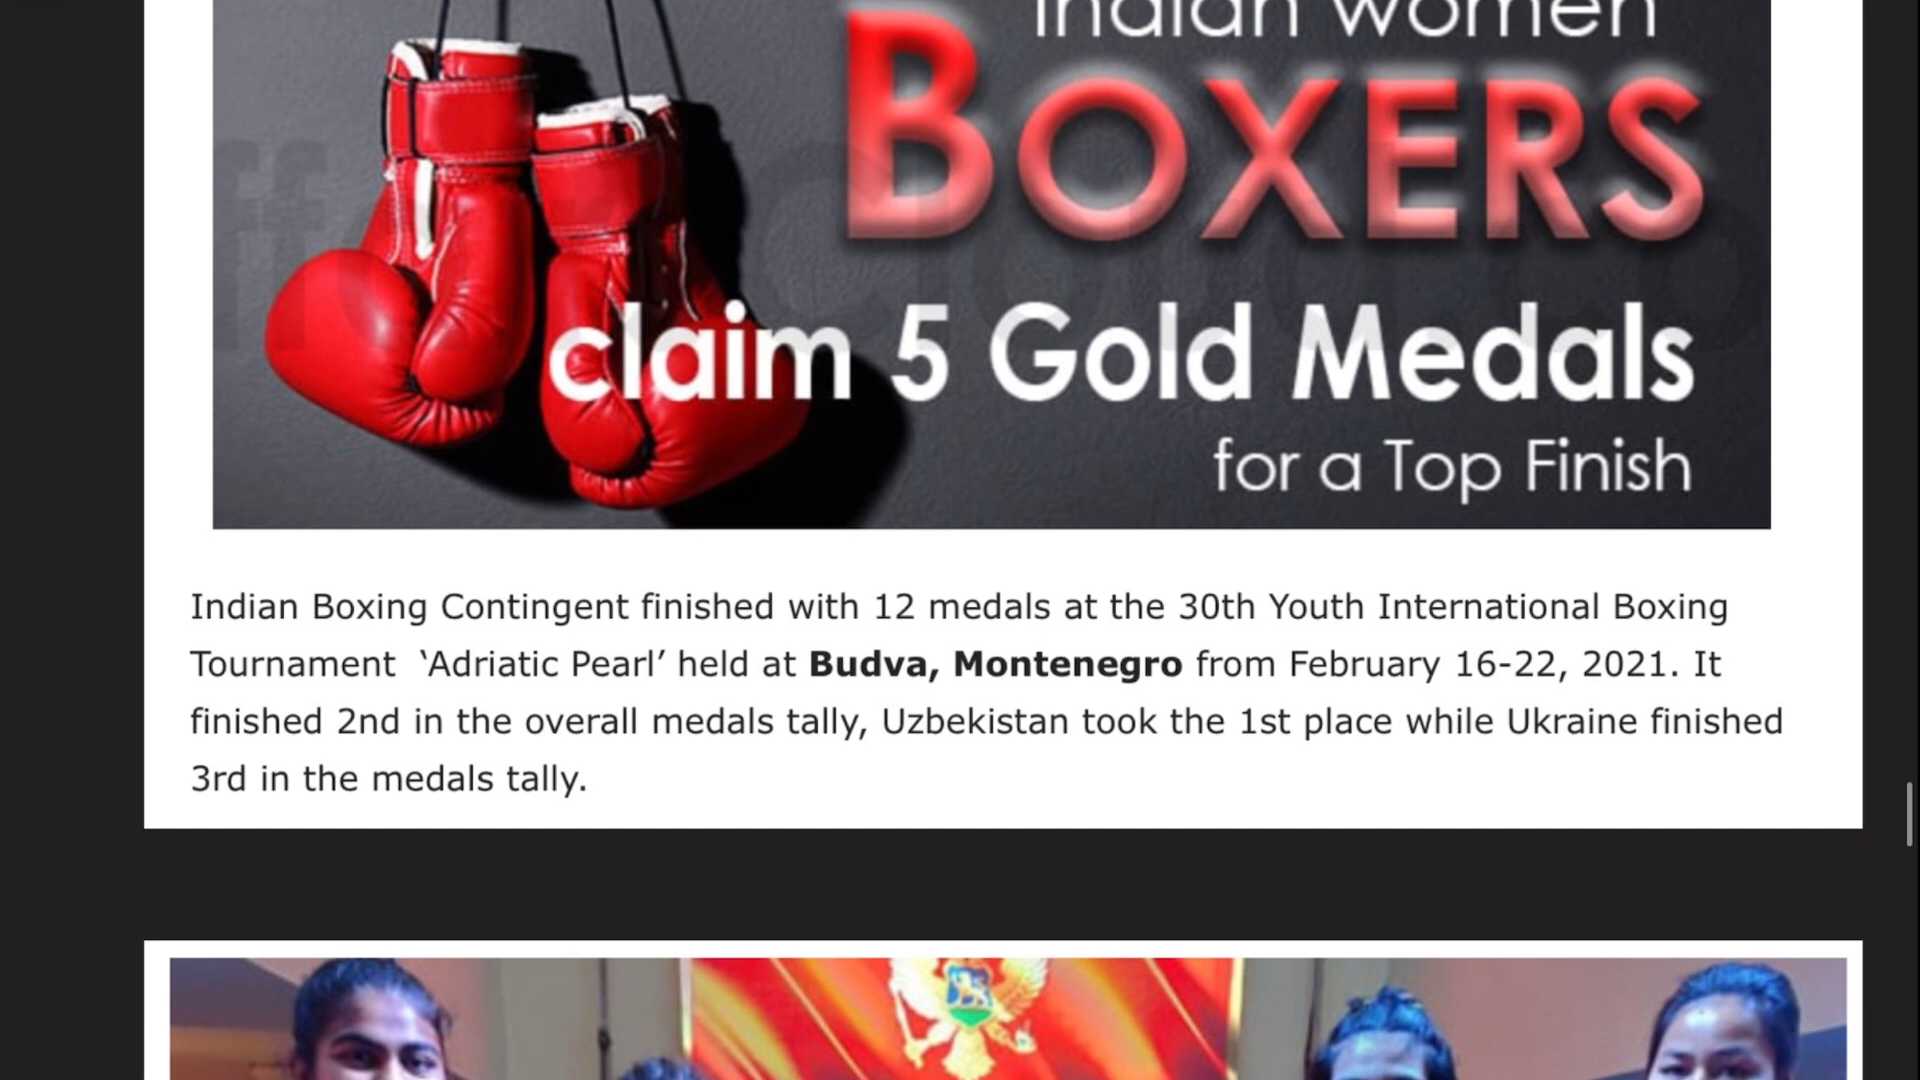 Indian women
BOXERS
claim 5 Gold Medals
for a Top Finish
Indian Boxing Contingent finished with 12 medals at the 30th Youth International Boxing
Tournament ‘Adriatic Pearl’ held at Budva, Montenegro from February 16-22, 2021. It
finished 2nd in the overall medals tally, Uzbekistan took the 1st place while Ukraine finished
3rd in the medals tally.